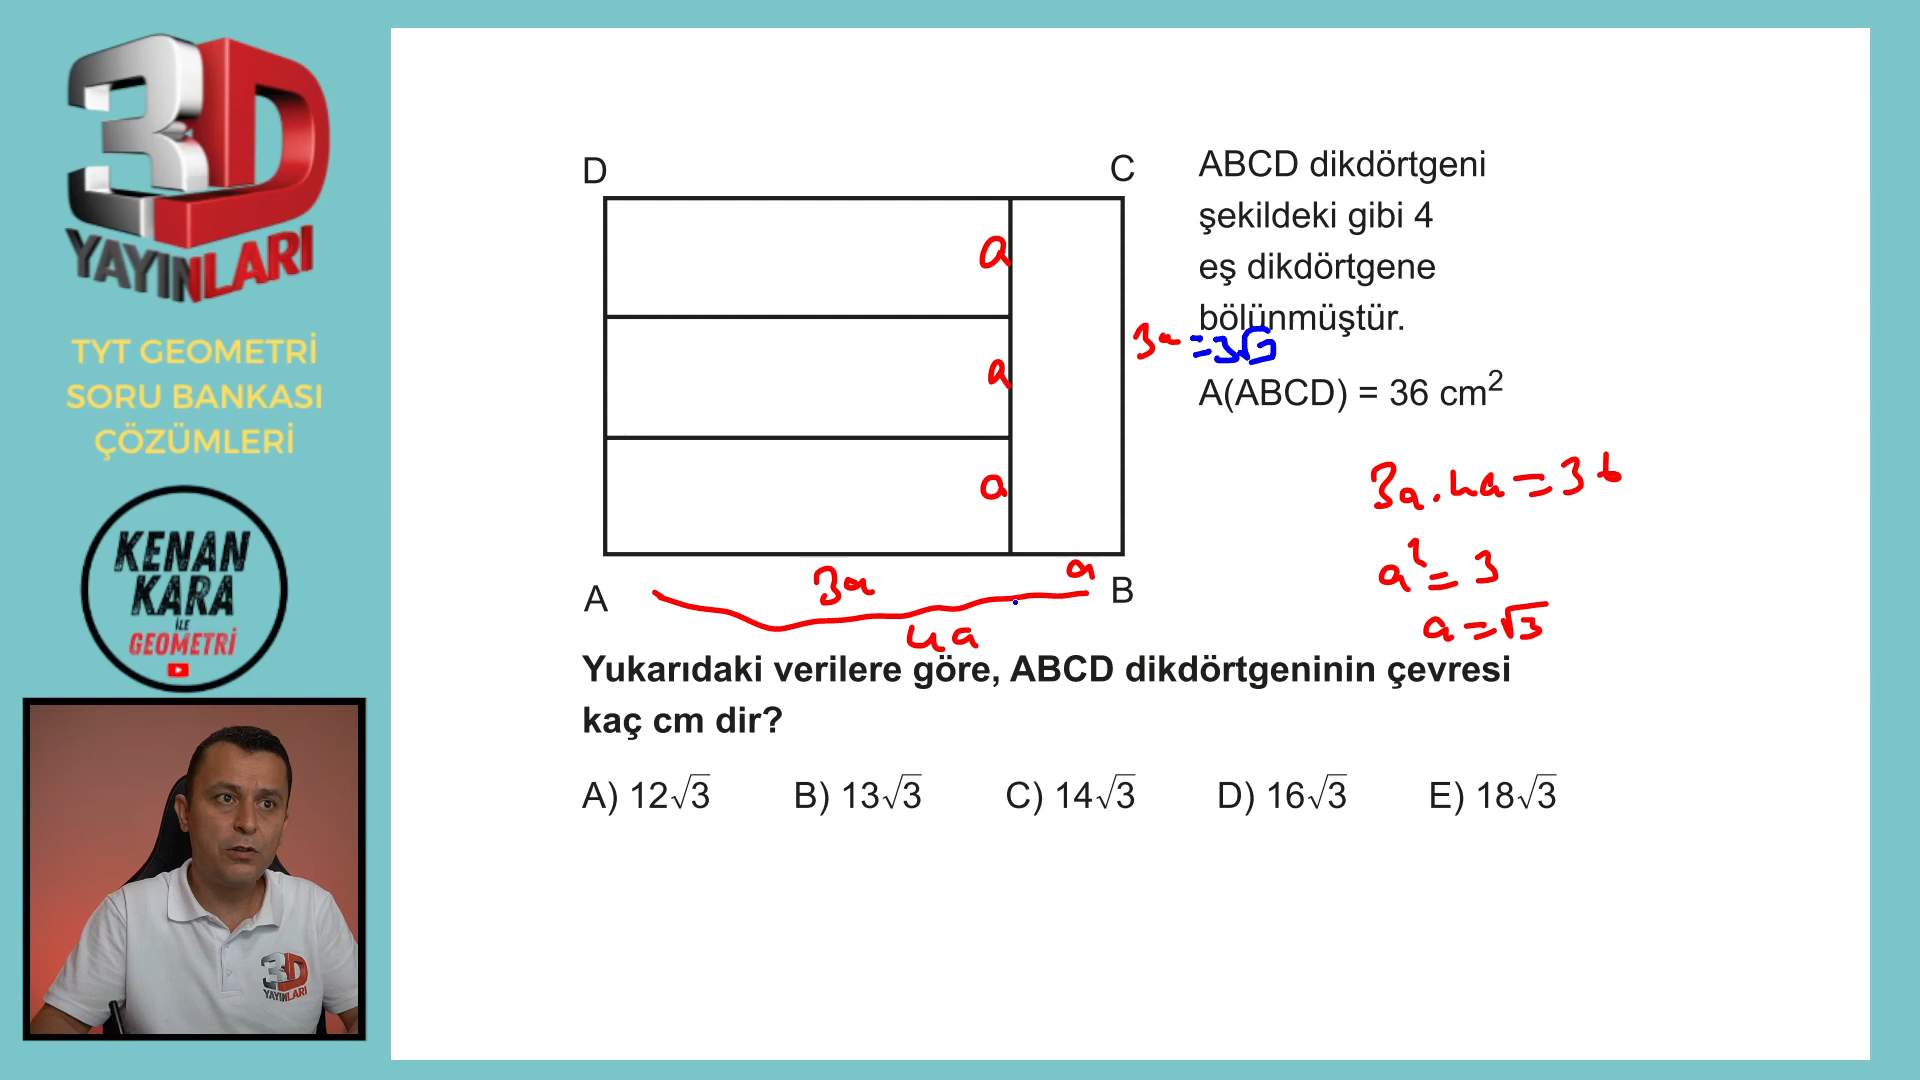 3D
YAYINLARI
TYT GEOMETRİ
SORU BANKASI
ÇÖZÜMLERİ
KENAN
KARA
İLE
GEOMETRİ
3D
YAYINLARI
D
C
A
B
a
a
a
3a
a
4a
3a =3√3
ABCD dikdörtgeni
şekildeki gibi 4
eş dikdörtgene
bölünmüştür.
A(ABCD) = 36 cm²
3a.4a=36
a²=3
a=√3
Yukarıdaki verilere göre, ABCD dikdörtgeninin çevresi
kaç cm dir?
A) 12√3 B) 13√3 C) 14√3 D) 16√3 E) 18√3